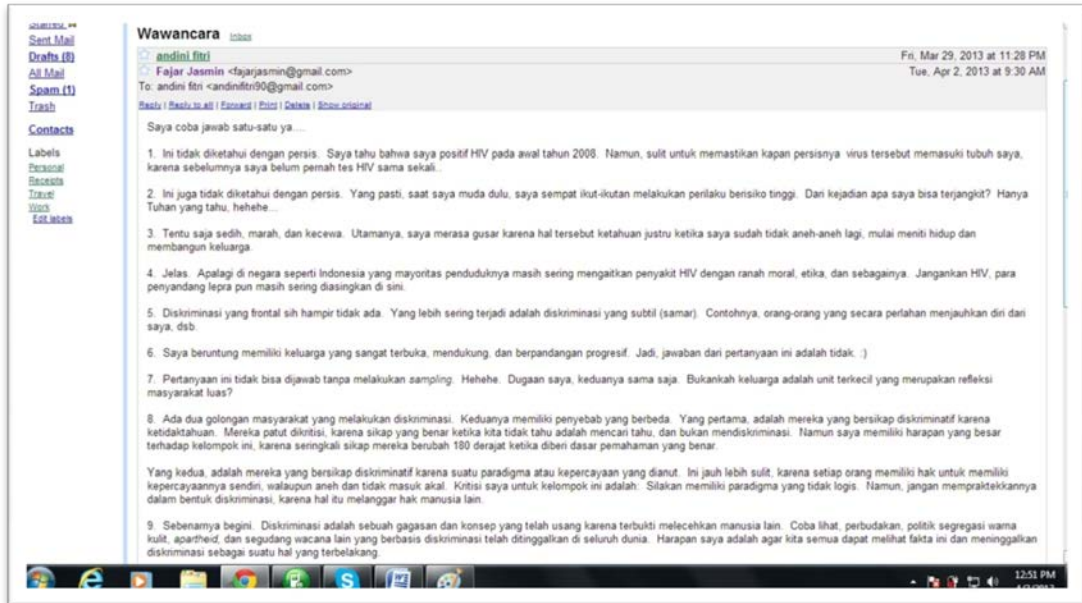 Starred
Sent Mail
Drafts (8)
All Mail
Spam (1)
Trash
Contacts
Labels
Personal
Receipts
Travel
Work
Edit labels
Wawancara Inbox
andini fitri Fri, Mar 29, 2013 at 11:28 PM
Fajar Jasmin <fajarjasmin@gmail.com> Tue, Apr 2, 2013 at 9:30 AM
To: andini fitri <andinifitri90@gmail.com>
Reply | Reply to all | Forward | Print | Delete | Show original
Saya coba jawab satu-satu ya....
1. Ini tidak diketahui dengan persis. Saya tahu bahwa saya positif HIV pada awal tahun 2008. Namun, sulit untuk memastikan kapan persisnya virus tersebut memasuki tubuh saya,
karena sebelumnya saya belum pernah tes HIV sama sekali..
2. Ini juga tidak diketahui dengan persis. Yang pasti, saat saya muda dulu, saya sempat ikut-ikutan melakukan perilaku berisiko tinggi. Dari kejadian apa saya bisa terjangkit? Hanya
Tuhan yang tahu, hehehe...
3. Tentu saja sedih, marah, dan kecewa. Utamanya, saya merasa gusar karena hal tersebut ketahuan justru ketika saya sudah tidak aneh-aneh lagi, mulai meniti hidup dan
membangun keluarga.
4. Jelas. Apalagi di negara seperti Indonesia yang mayoritas penduduknya masih sering mengaitkan penyakit HIV dengan ranah moral, etika, dan sebagainya. Jangankan HIV, para
penyandang lepra pun masih sering diasingkan di sini.
5. Diskriminasi yang frontal sih hampir tidak ada. Yang lebih sering terjadi adalah diskriminasi yang subtil (samar). Contohnya, orang-orang yang secara perlahan menjauhkan diri dari
saya, dsb.
6. Saya beruntung memiliki keluarga yang sangat terbuka, mendukung, dan berpandangan progresif. Jadi, jawaban dari pertanyaan ini adalah tidak. :)
7. Pertanyaan ini tidak bisa dijawab tanpa melakukan sampling. Hehehe. Dugaan saya, keduanya sama saja. Bukankah keluarga adalah unit terkecil yang merupakan refleksi
masyarakat luas?
8. Ada dua golongan masyarakat yang melakukan diskriminasi. Keduanya memiliki penyebab yang berbeda. Yang pertama, adalah mereka yang bersikap diskriminatif karena
ketidaktahuan. Mereka patut dikritisi, karena sikap yang benar ketika kita tidak tahu adalah mencari tahu, dan bukan mendiskriminasi. Namun saya memiliki harapan yang besar
terhadap kelompok ini, karena seringkali sikap mereka berubah 180 derajat ketika diberi dasar pemahaman yang benar.
Yang kedua, adalah mereka yang bersikap diskriminatif karena suatu paradigma atau kepercayaan yang dianut. Ini jauh lebih sulit, karena setiap orang memiliki hak untuk memiliki
kepercayaannya sendiri, walaupun aneh dan tidak masuk akal. Kritisi saya untuk kelompok ini adalah: Silakan memiliki paradigma yang tidak logis. Namun, jangan mempraktekkannya
dalam bentuk diskriminasi, karena hal itu melanggar hak manusia lain.
9. Sebenarnya begini. Diskriminasi adalah sebuah gagasan dan konsep yang telah usang karena terbukti melecehkan manusia lain. Coba lihat, perbudakan, politik segregasi warna
kulit, apartheid, dan segudang wacana lain yang berbasis diskriminasi telah ditinggalkan di seluruh dunia. Harapan saya adalah agar kita semua dapat melihat fakta ini dan meninggalkan
diskriminasi sebagai suatu hal yang terbelakang.
12:51 PM